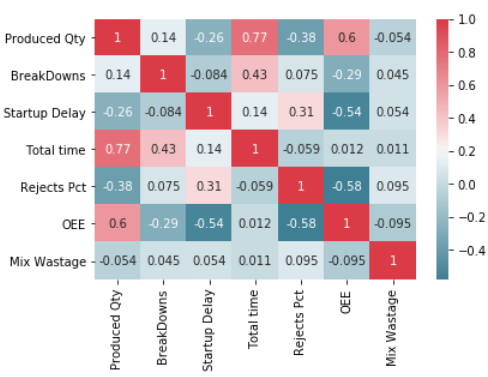 Produced Qty 1 0.14 -0.26 0.77 -0.38 0.6 -0.054
BreakDowns 0.14 1 -0.084 0.43 0.075 -0.29 0.045
Startup Delay -0.26 -0.084 1 0.14 0.31 -0.54 0.054
Total time 0.77 0.43 0.14 1 -0.059 0.012 0.011
Rejects Pct -0.38 0.075 0.31 -0.059 1 -0.58 0.095
OEE 0.6 -0.29 -0.54 0.012 -0.58 1 -0.095
Mix Wastage -0.054 0.045 0.054 0.011 0.095 -0.095 1
Produced Qty
BreakDowns
Startup Delay
Total time
Rejects Pct
OEE
Mix Wastage
1.0
0.8
0.6
0.4
0.2
0.0
−0.2
−0.4